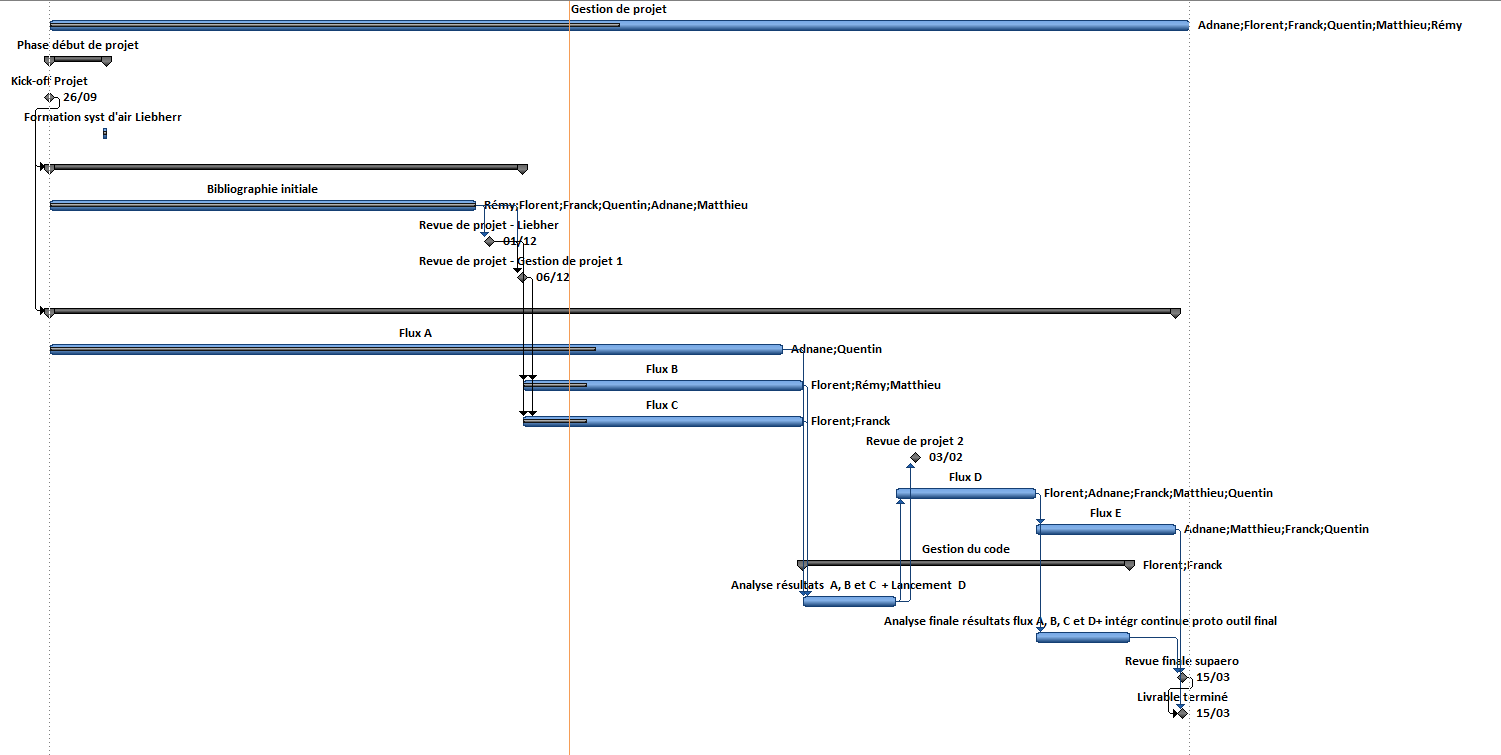 Gestion de projet
Adnane;Florent;Franck;Quentin;Matthieu;Rémy
Phase début de projet
Kick-off Projet
26/09
Formation syst d'air Liebherr
Bibliographie initiale
Rémy;Florent;Franck;Quentin;Adnane;Matthieu
Revue de projet - Liebher
01/12
Revue de projet - Gestion de projet 1
06/12
Flux A
Adnane;Quentin
Flux B
Florent;Rémy;Matthieu
Flux C
Florent;Franck
Revue de projet 2
03/02
Flux D
Florent;Adnane;Franck;Matthieu;Quentin
Flux E
Adnane;Matthieu;Franck;Quentin
Gestion du code
Florent;Franck
Analyse résultats  A, B et C  + Lancement  D
Analyse finale résultats flux A, B, C et D+ intégr continue proto outil final
Revue finale supaero
15/03
Livrable terminé
15/03